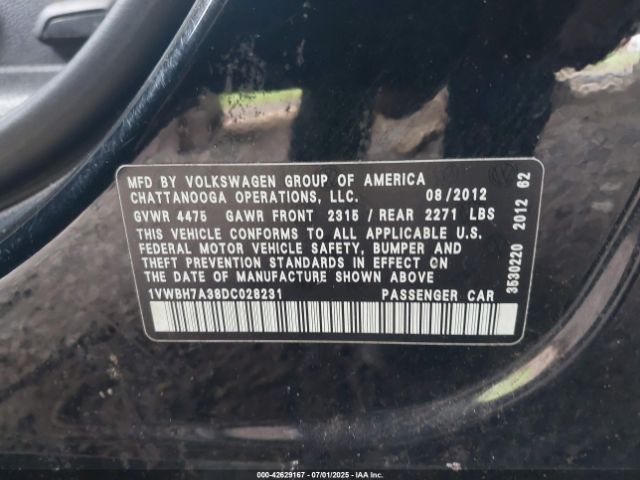 MFD BY VOLKSWAGEN GROUP OF AMERICA
CHATTANOOGA OPERATIONS, LLC. 08/2012
GVWR 4475 GAWR FRONT 2315 / REAR 2271 LBS
THIS VEHICLE CONFORMS TO ALL APPLICABLE U.S.
FEDERAL MOTOR VEHICLE SAFETY, BUMPER AND
THEFT PREVENTION STANDARDS IN EFFECT ON
THE DATE OF MANUFACTURE SHOWN ABOVE.
1VWBH7A38DC028231 PASSENGER CAR
3530220 2012 62
000-42629167 - 07/01/2025 - IAAI.COM